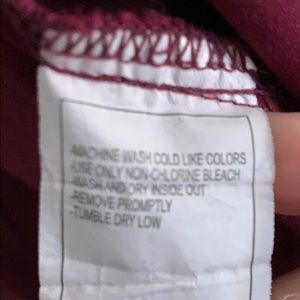 -MACHINE WASH COLD LIKE COLORS
-USE ONLY NON-CHLORINE BLEACH
-WASH AND DRY INSIDE OUT
-REMOVE PROMPTLY
-TUMBLE DRY LOW